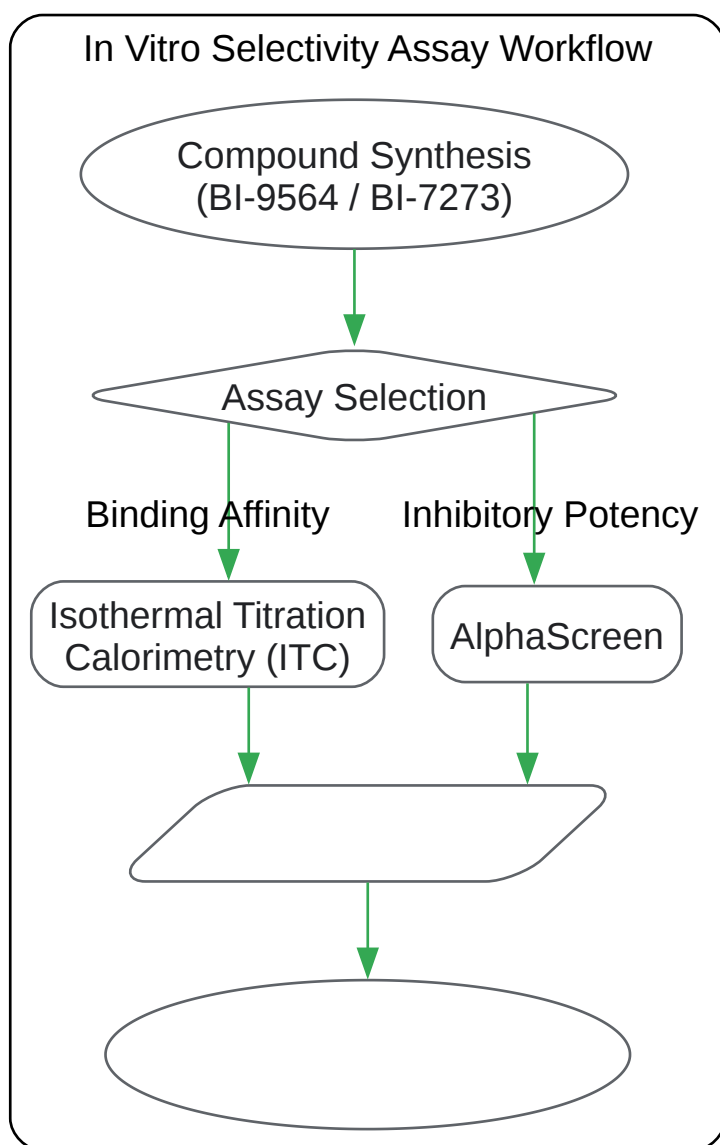 In Vitro Selectivity Assay Workflow
Compound Synthesis
(BI-9564 / BI-7273)
Assay Selection
Binding Affinity
Inhibitory Potency
Isothermal Titration
Calorimetry (ITC)
AlphaScreen